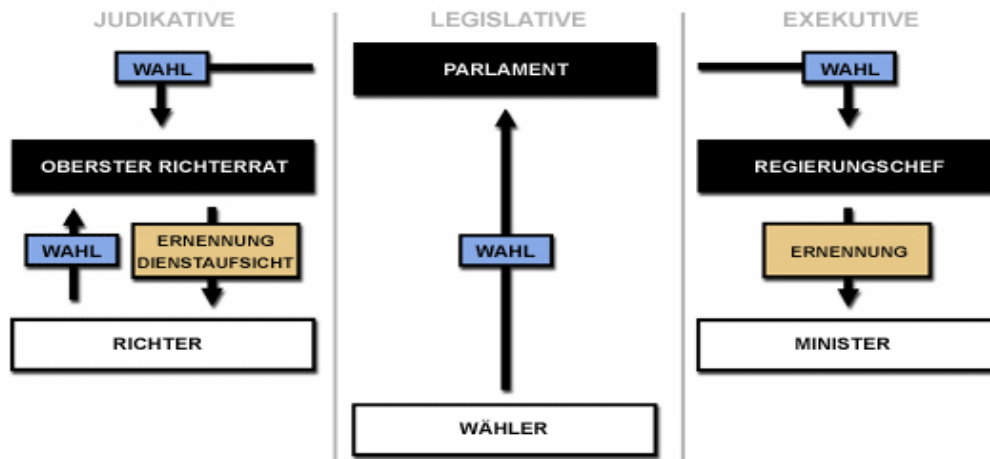 JUDIKATIVE
LEGISLATIVE
EXEKUTIVE
WAHL
PARLAMENT
WAHL
OBERSTER RICHTERRAT
REGIERUNGSCHEF
WAHL
ERNENNUNG
DIENSTAUFSICHT
WAHL
ERNENNUNG
RICHTER
MINISTER
WÄHLER